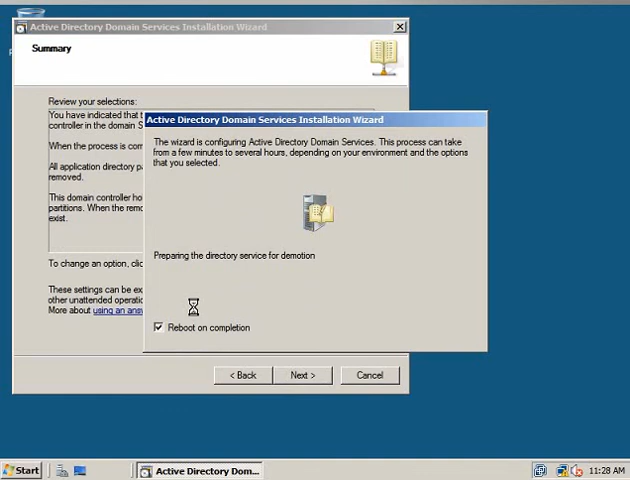 Active Directory Domain Services Installation Wizard
Summary
Review your selections:
You have indicated that t
controller in the domain S
When the process is com
All application directory pa
removed.
This domain controller ho
partitions. When the remo
exist.
To change an option, clic
These settings can be ex
other unattended operatio
More about using an answ
Active Directory Domain Services Installation Wizard
The wizard is configuring Active Directory Domain Services. This process can take
from a few minutes to several hours, depending on your environment and the options
that you selected.
Preparing the directory service for demotion
Reboot on completion
< Back
Next >
Cancel
Start
Active Directory Dom...
11:28 AM